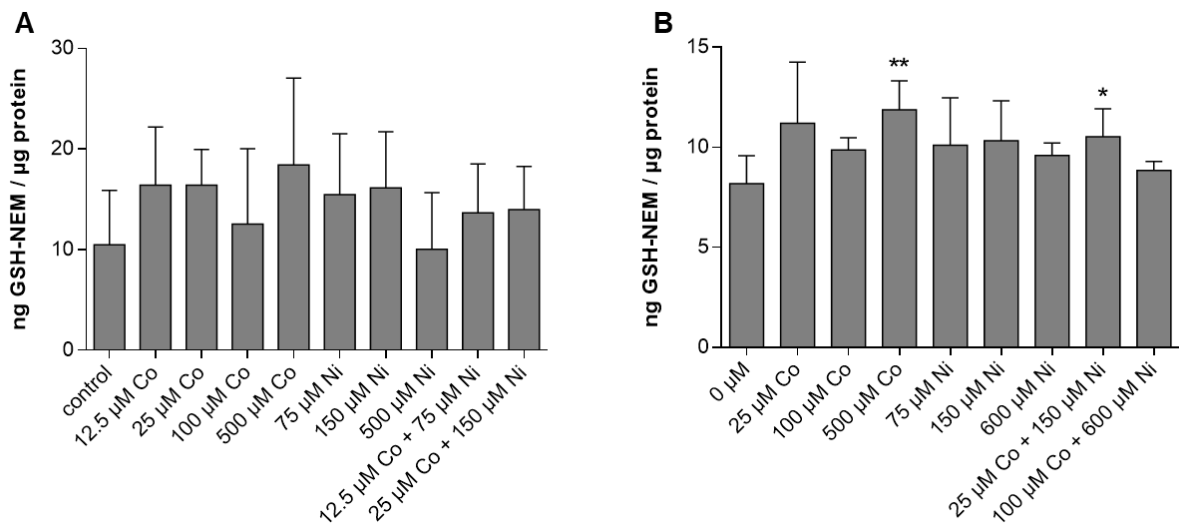 A
ng GSH-NEM / µg protein
30
20
10
0
control
12.5 µM Co
25 µM Co
100 µM Co
500 µM Co
75 µM Ni
150 µM Ni
500 µM Ni
12.5 µM Co + 75 µM Ni
25 µM Co + 150 µM Ni
B
ng GSH-NEM / µg protein
15
10
5
0
**
*
0 µM
25 µM Co
100 µM Co
500 µM Co
75 µM Ni
150 µM Ni
600 µM Ni
25 µM Co + 150 µM Ni
100 µM Co + 600 µM Ni